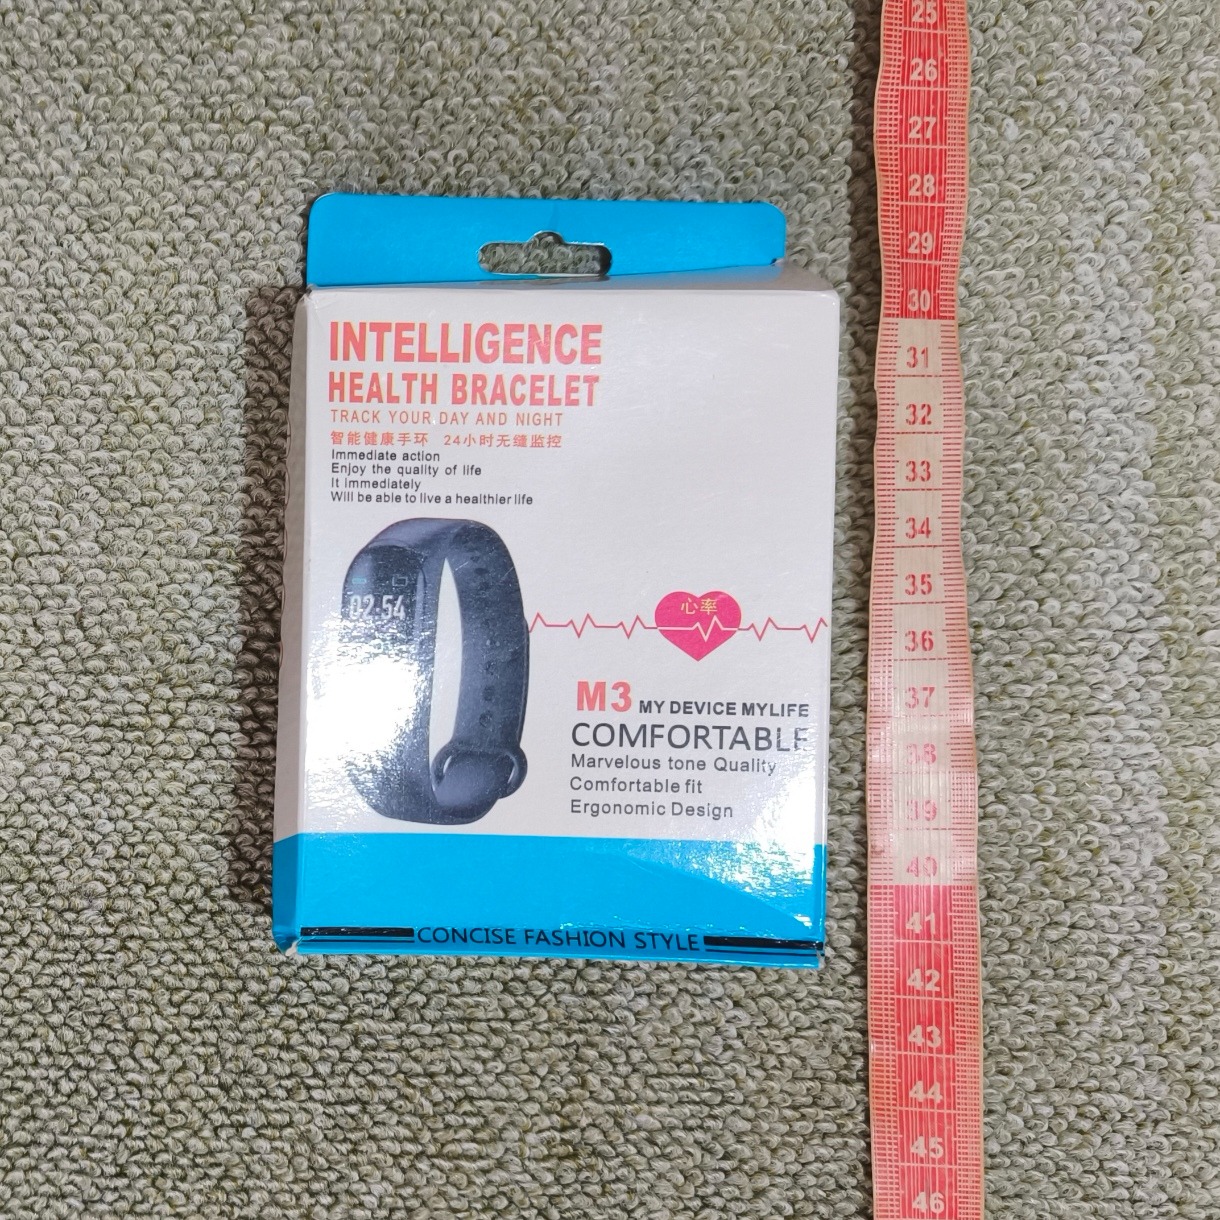 INTELLIGENCE
HEALTH BRACELET
TRACK YOUR DAY AND NIGHT
智能健康手环 24小时无缝监控
Immediate action
Enjoy the quality of life
It immediately
Will be able to live a healthier life
02:54
心率
M3 MY DEVICE MYLIFE
COMFORTABLE
Marvelous tone Quality
Comfortable fit
Ergonomic Design
CONCISE FASHION STYLE
25
26
27
28
29
30
31
32
33
34
35
36
37
38
39
40
41
42
43
44
45
46